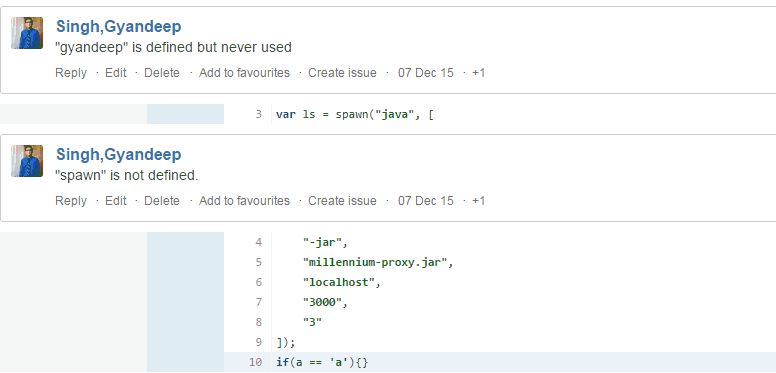 Singh,Gyandeep
"gyandeep" is defined but never used
Reply · Edit · Delete · Add to favourites · Create issue · 07 Dec 15 · +1
3 var ls = spawn("java", [
Singh,Gyandeep
"spawn" is not defined.
Reply · Edit · Delete · Add to favourites · Create issue · 07 Dec 15 · +1
4 "-jar",
5 "millennium-proxy.jar",
6 "localhost",
7 "3000",
8 "3"
9 ]);
10 if(a == 'a'){}